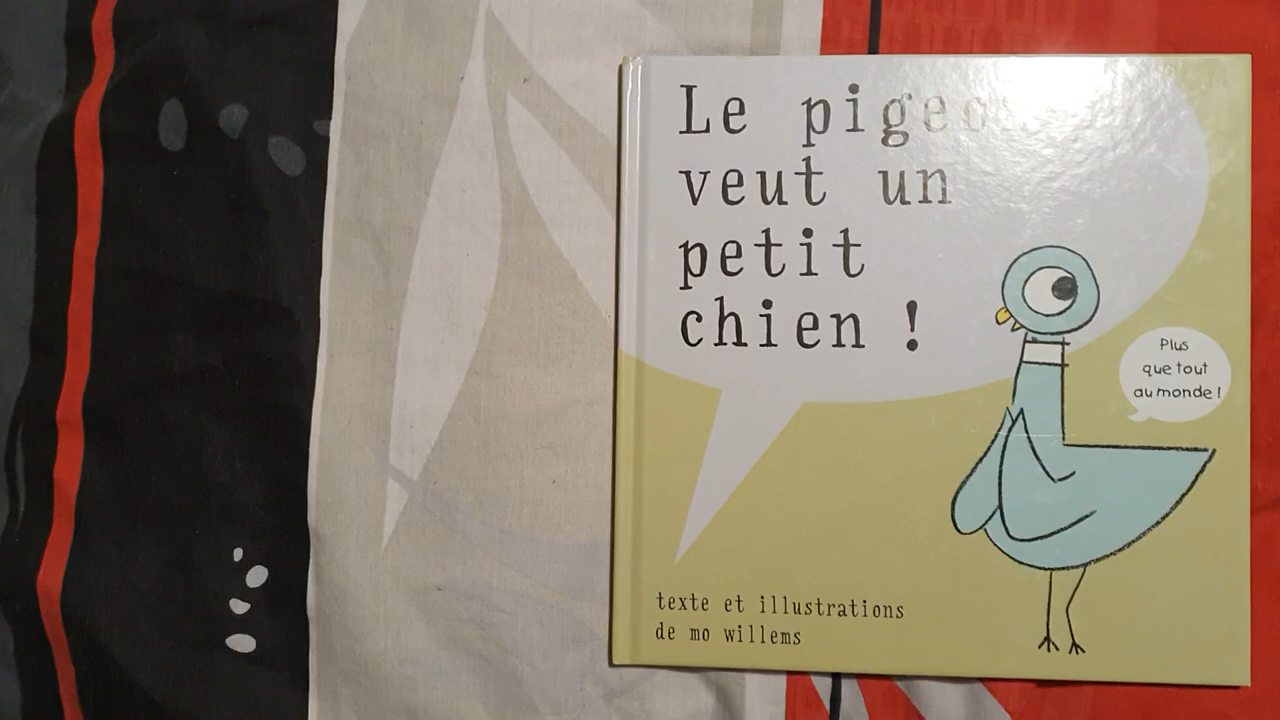 Le pigeon
veut un
petit
chien !
Plus
que tout
au monde !
texte et illustrations
de mo willems